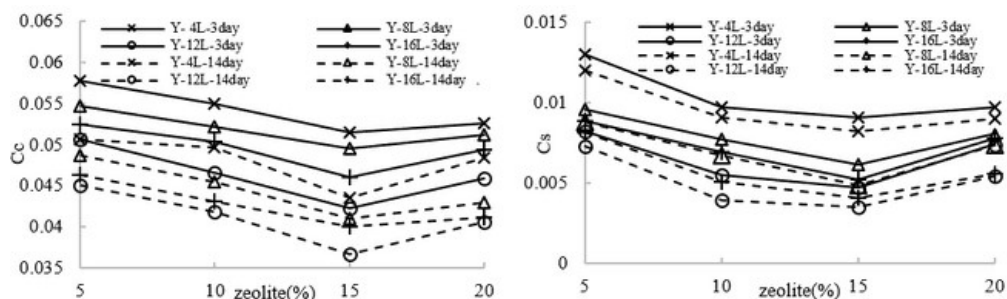 0.065
Y- 4L-3day Y-8L-3day
Y-12L-3day Y-16L-3day
Y-4L-14day Y-8L-14day
Y-12L-14day Y-16L-14day
0.06
0.055
0.05
0.045
0.04
0.035
Cc
5 10 15 20
zeolite(%)
0.015
Y- 4L-3day Y-8L-3day
Y-12L-3day Y-16L-3day
Y-4L-14day Y-8L-14day
Y-12L-14day Y-16L-14day
0.01
0.005
0
Cs
5 10 15 20
zeolite(%)